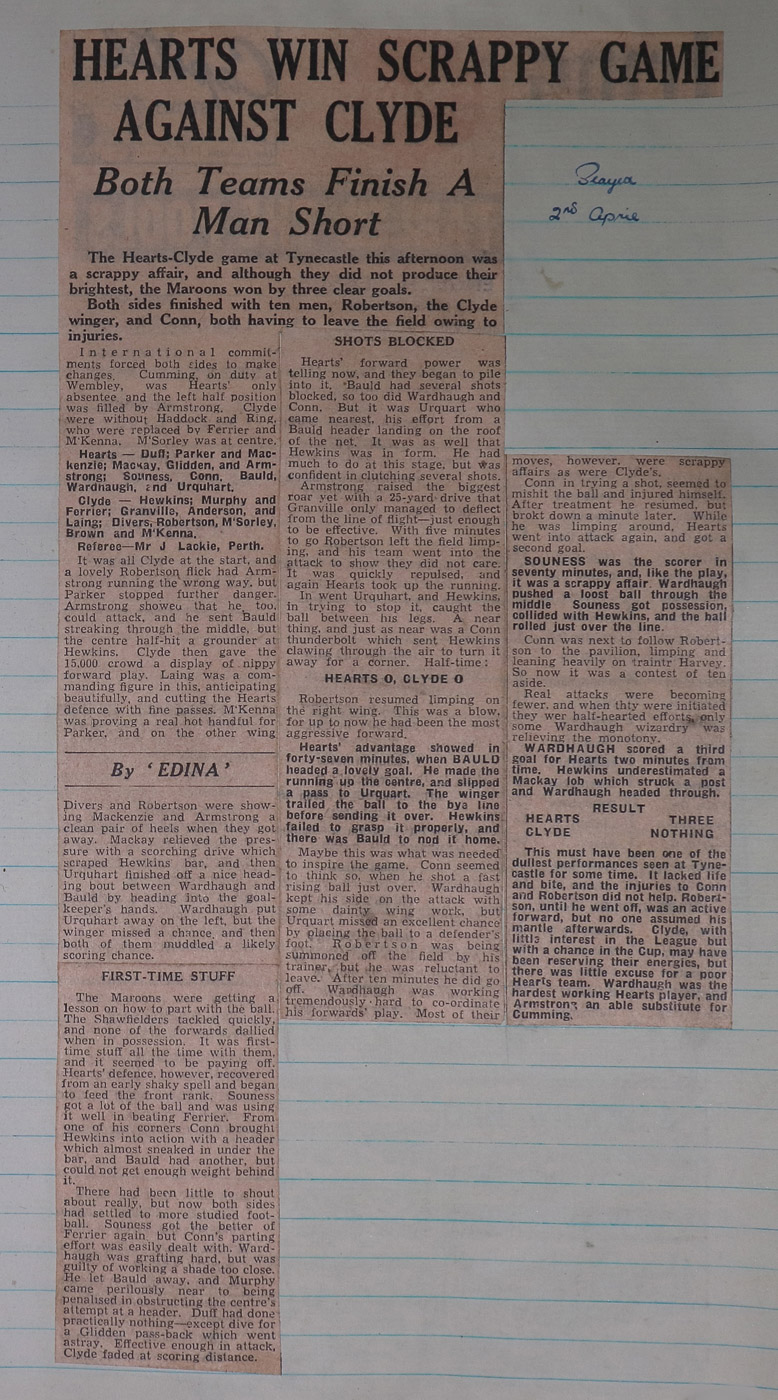 HEARTS WIN SCRAPPY GAME
AGAINST CLYDE
Both Teams Finish A
Man Short
Played
2nd April
The Hearts-Clyde game at Tynecastle this afternoon was
a scrappy affair, and although they did not produce their
brightest, the Maroons won by three clear goals.
Both sides finished with ten men, Robertson, the Clyde
winger, and Conn, both having to leave the field owing to
injuries.
International commit-
ments forced both sides to make
changes. Cumming, on duty at
Wembley, was Hearts' only
absentee and the left half position
was filled by Armstrong. Clyde
were without Haddock and Ring,
who were replaced by Ferrier and
M'Kenna. M'Sorley was at centre.
Hearts — Duff; Parker and Mac-
kenzie; Mackay, Glidden, and Arm-
strong; Souness, Conn, Bauld,
Wardhaugh, and Urquhart.
Clyde — Hewkins; Murphy and
Ferrier; Granville, Anderson, and
Laing; Divers, Robertson, M'Sorley,
Brown and M'Kenna.
Referee—Mr J Lackie, Perth.
It was all Clyde at the start, and
a lovely Robertson flick had Arm-
strong running the wrong way, but
Parker stopped further danger.
Armstrong showed that he, too,
could attack, and he sent Bauld
streaking through the middle, but
the centre half-hit a grounder at
Hewkins. Clyde then gave the
15,000 crowd a display of nippy
forward play. Laing was a com-
manding figure in this, anticipating
beautifully, and cutting the Hearts
defence with fine passes. M'Kenna
was proving a real hot handful for
Parker, and on the other wing
By 'EDINA'
Divers and Robertson were show-
ing Mackenzie and Armstrong a
clean pair of heels when they got
away. Mackay relieved the pres-
sure with a scorching drive which
scraped Hewkins' bar, and then
Urquhart finished off a nice head-
ing bout between Wardhaugh and
Bauld by heading into the goal-
keeper's hands. Wardhaugh put
Urquhart away on the left, but the
winger missed a chance, and then
both of them muddled a likely
scoring chance.
FIRST-TIME STUFF
The Maroons were getting a
lesson on how to part with the ball.
The Shawfielders tackled quickly,
and none of the forwards dallied
when in possession. It was first-
time stuff all the time with them,
and it seemed to be paying off.
Hearts' defence, however, recovered
from an early shaky spell and began
to feed the front rank. Souness
got a lot of the ball and was using
it well in beating Ferrier. From
one of his corners Conn brought
Hewkins into action with a header
which almost sneaked in under the
bar, and Bauld had another, but
could not get enough weight behind
it.
There had been little to shout
about really, but now both sides
had settled to more studied foot-
ball. Souness got the better of
Ferrier again, but Conn's parting
effort was easily dealt with. Ward-
haugh was grafting hard, but was
guilty of working a shade too close.
He let Bauld away, and Murphy
came perilously near to being
penalised in obstructing the centre's
attempt at a header. Duff had done
practically nothing—except dive for
a Glidden pass-back which went
astray. Effective enough in attack,
Clyde faded at scoring distance.
SHOTS BLOCKED
Hearts' forward power was
telling now, and they began to pile
into it. Bauld had several shots
blocked, so too did Wardhaugh and
Conn. But it was Urquart who
came nearest, his effort from a
Bauld header landing on the roof
of the net. It was as well that
Hewkins was in form. He had
much to do at this stage, but was
confident in clutching several shots.
Armstrong raised the biggest
roar yet with a 25-yard drive that
Granville only managed to deflect
from the line of flight—just enough
to be effective. With five minutes
to go Robertson left the field limp-
ing, and his team went into the
attack to show they did not care.
It was quickly repulsed, and
again Hearts took up the running.
In went Urquhart, and Hewkins,
in trying to stop it, caught the
ball between his legs. A near
thing, and just as near was a Conn
thunderbolt which sent Hewkins
clawing through the air to turn it
away for a corner. Half-time:
HEARTS 0, CLYDE 0
Robertson resumed limping on
the right wing. This was a blow,
for up to now he had been the most
aggressive forward.
Hearts' advantage showed in
forty-seven minutes, when BAULD
headed a lovely goal. He made the
running up the centre, and slipped
a pass to Urquart. The winger
trailed the ball to the bye line
before sending it over. Hewkins
failed to grasp it properly, and
there was Bauld to nod it home.
Maybe this was what was needed
to inspire the game. Conn seemed
to think so, when he shot a fast
rising ball just over. Wardhaugh
kept his side on the attack with
some dainty wing work, but
Urquart missed an excellent chance
by placing the ball to a defender's
foot. Robertson was being
summoned off the field by his
trainer, but he was reluctant to
leave. After ten minutes he did go
off. Wardhaugh was working
tremendously hard to co-ordinate
his forwards' play. Most of their
moves, however, were scrappy
affairs as were Clyde's.
Conn in trying a shot, seemed to
mishit the ball and injured himself.
After treatment he resumed, but
brokt down a minute later. While
he was limping around, Hearts
went into attack again, and got a
second goal.
SOUNESS was the scorer in
seventy minutes, and, like the play,
it was a scrappy affair. Wardhaugh
pushed a loost ball through the
middle Souness got possession,
collided with Hewkins, and the ball
rolled just over the line.
Conn was next to follow Robert-
son to the pavilion, limping and
leaning heavily on traintr Harvey.
So now it was a contest of ten
aside.
Real attacks were becoming
fewer, and when thty were initiated
they wer half-hearted efforts, only
some Wardhaugh wizardry was
relieving the monotony.
WARDHAUGH scored a third
goal for Hearts two minutes from
time. Hewkins underestimated a
Mackay lob which struck a post
and Wardhaugh headed through.
RESULT
HEARTS THREE
CLYDE NOTHING
This must have been one of the
dullest performances seen at Tyne-
castle for some time. It lacked life
and bite, and the injuries to Conn
and Robertson did not help. Robert-
son, until he went off, was an active
forward, but no one assumed his
mantle afterwards. Clyde, with
little interest in the League but
with a chance in the Cup, may have
been reserving their energies, but
there was little excuse for a poor
Hearts team. Wardhaugh was the
hardest working Hearts player, and
Armstrong an able substitute for
Cumming.